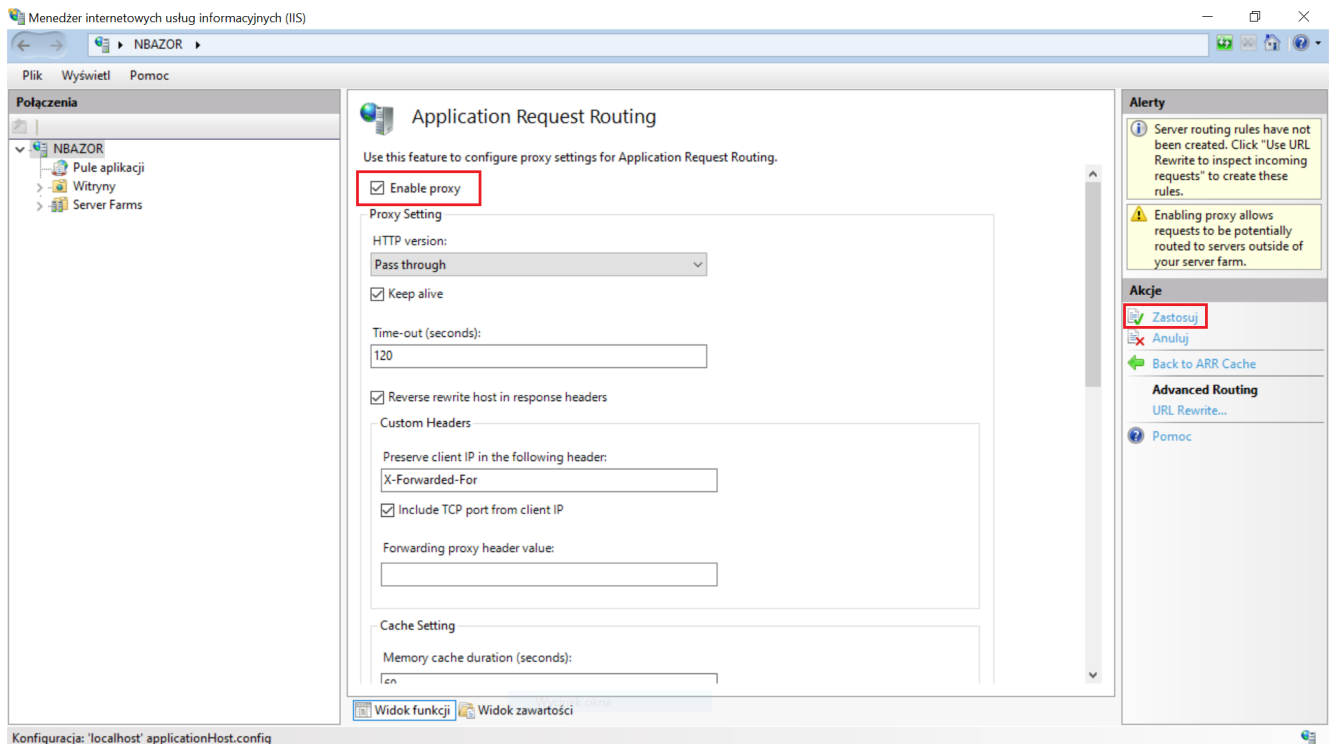 Menedżer internetowych usług informacyjnych (IIS)
NBAZOR
Plik Wyświetl Pomoc
Połączenia
NBAZOR
Pule aplikacji
Witryny
Server Farms
Application Request Routing
Use this feature to configure proxy settings for Application Request Routing.
Enable proxy
Proxy Setting
HTTP version:
Pass through
Keep alive
Time-out (seconds):
120
Reverse rewrite host in response headers
Custom Headers
Preserve client IP in the following header:
X-Forwarded-For
Include TCP port from client IP
Forwarding proxy header value:
Cache Setting
Memory cache duration (seconds):
60
Widok funkcji Widok zawartości
Alerty
Server routing rules have not
been created. Click "Use URL
Rewrite to inspect incoming
requests" to create these
rules.
Enabling proxy allows
requests to be potentially
routed to servers outside of
your server farm.
Akcje
Zastosuj
Anuluj
Back to ARR Cache
Advanced Routing
URL Rewrite...
Pomoc
Konfiguracja: 'localhost' applicationHost.config